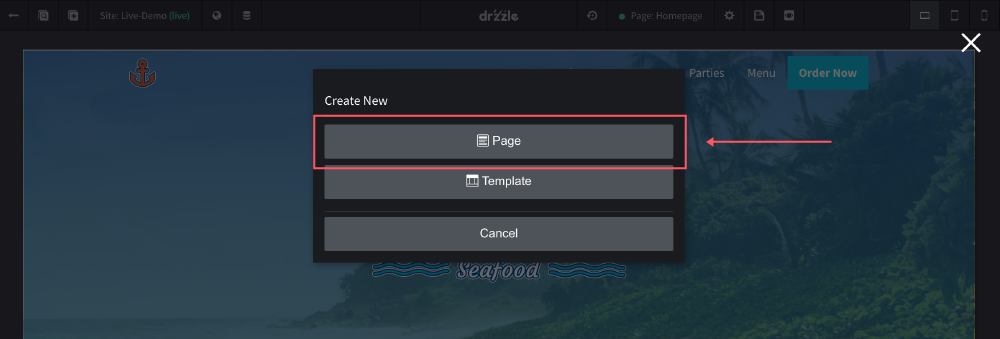 Site: Live-Demo (live)
drizzle
Page: Homepage
Parties
Menu
Order Now
Create New
Page
Template
Cancel
Seafood